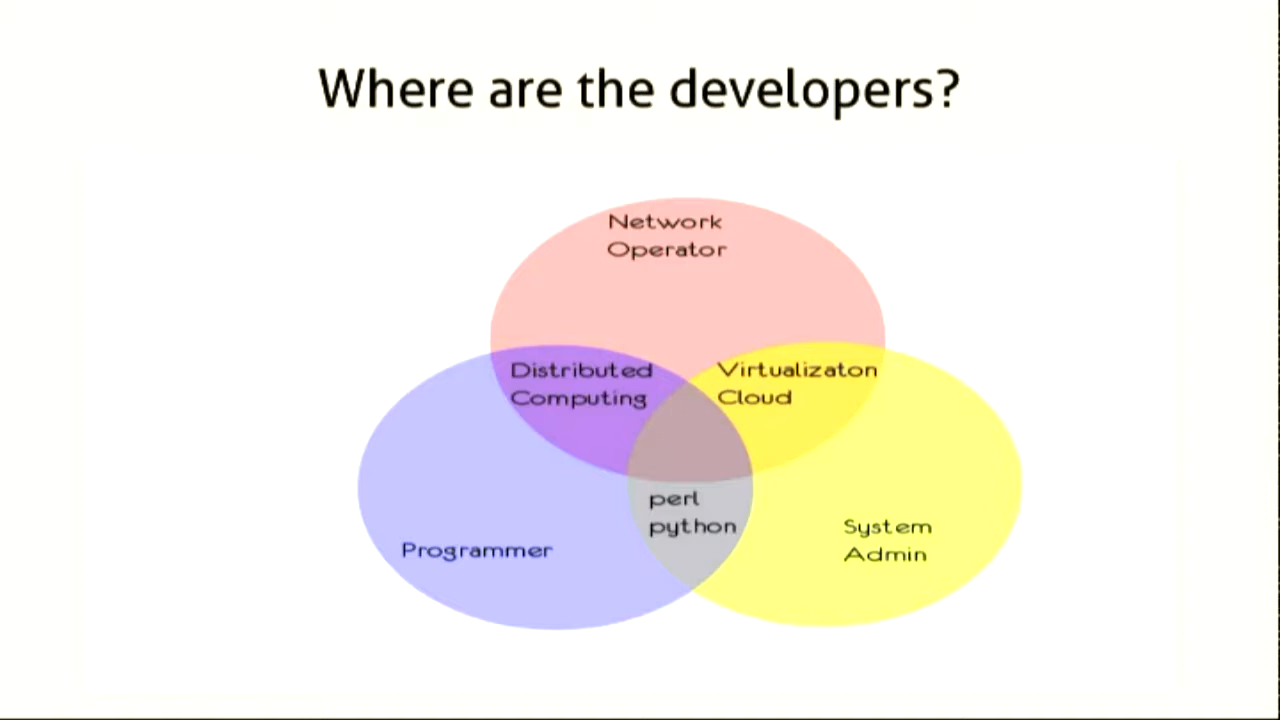 Where are the developers?
Network
Operator
Distributed
Computing
Virtualizaton
Cloud
perl
python
Programmer
System
Admin